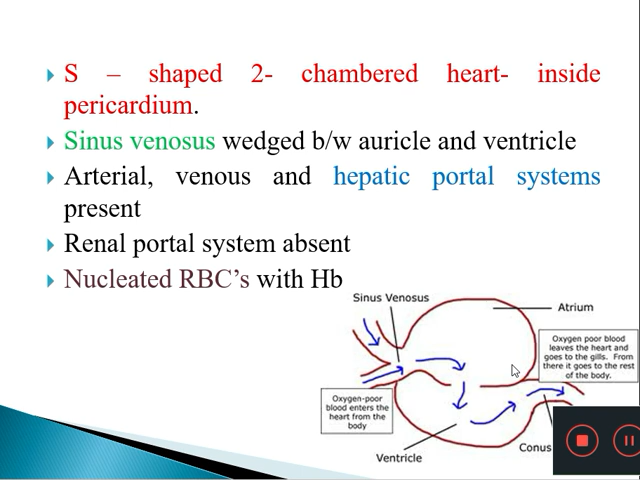 S – shaped 2- chambered heart- inside
pericardium.
Sinus venosus wedged b/w auricle and ventricle
Arterial, venous and hepatic portal systems
present
Renal portal system absent
Nucleated RBC's with Hb
Sinus Venosus
Atrium
Oxygen poor blood
leaves the heart and
goes to the gills. From
there it goes to the rest
of the body.
Oxygen-poor
blood enters the
heart from the
body
Ventricle
Conus